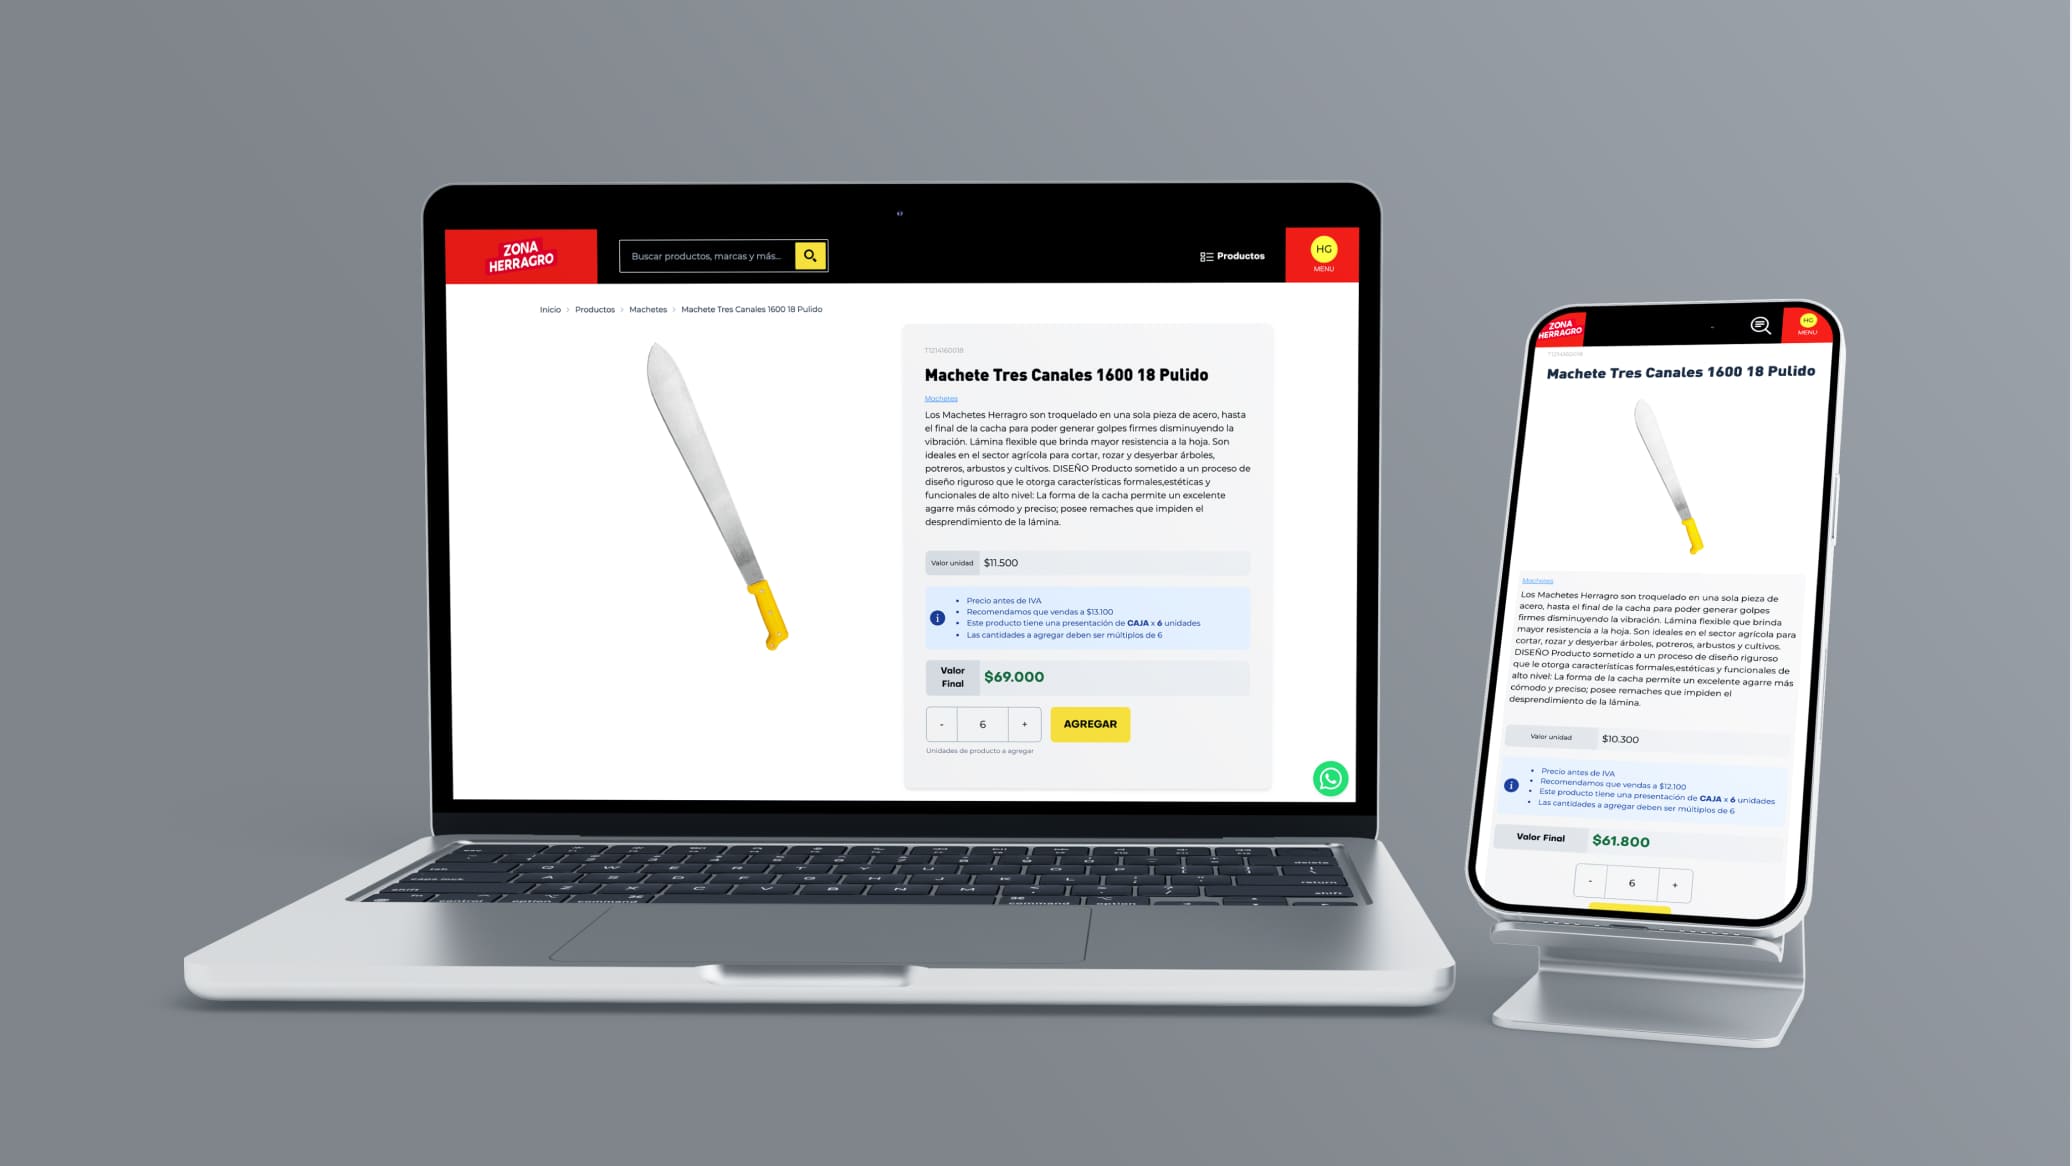 ZONA
HERRAGRO
Buscar productos, marcas y más...
Productos
HG
MENU
Inicio > Productos > Machetes > Machete Tres Canales 1600 18 Pulido
T1214160018
Machete Tres Canales 1600 18 Pulido
Machetes
Los Machetes Herragro son troquelado en una sola pieza de acero, hasta
el final de la cacha para poder generar golpes firmes disminuyendo la
vibración. Lámina flexible que brinda mayor resistencia a la hoja. Son
ideales en el sector agrícola para cortar, rozar y desyerbar árboles,
potreros, arbustos y cultivos. DISEÑO Producto sometido a un proceso de
diseño riguroso que le otorga características formales,estéticas y
funcionales de alto nivel: La forma de la cacha permite un excelente
agarre más cómodo y preciso; posee remaches que impiden el
desprendimiento de la lámina.
Valor unidad $11.500
• Precio antes de IVA
• Recomendamos que vendas a $13.100
• Este producto tiene una presentación de CAJA x 6 unidades
• Las cantidades a agregar deben ser múltiplos de 6
Valor
Final
$69.000
- 6 + AGREGAR
Unidades de producto a agregar
ZONA
HERRAGRO
HG
MENU
T1214160018
Machete Tres Canales 1600 18 Pulido
Machetes
Los Machetes Herragro son troquelado en una sola pieza de
acero, hasta el final de la cacha para poder generar golpes
firmes disminuyendo la vibración. Lámina flexible que brinda
mayor resistencia a la hoja. Son ideales en el sector agrícola para
cortar, rozar y desyerbar árboles, potreros, arbustos y cultivos.
DISEÑO Producto sometido a un proceso de diseño riguroso
que le otorga características formales,estéticas y funcionales de
alto nivel: La forma de la cacha permite un excelente agarre más
cómodo y preciso; posee remaches que impiden el
desprendimiento de la lámina.
Valor unidad $10.300
• Precio antes de IVA
• Recomendamos que vendas a $12.100
• Este producto tiene una presentación de CAJA x 6 unidades
• Las cantidades a agregar deben ser múltiplos de 6
Valor Final $61.800
- 6 +